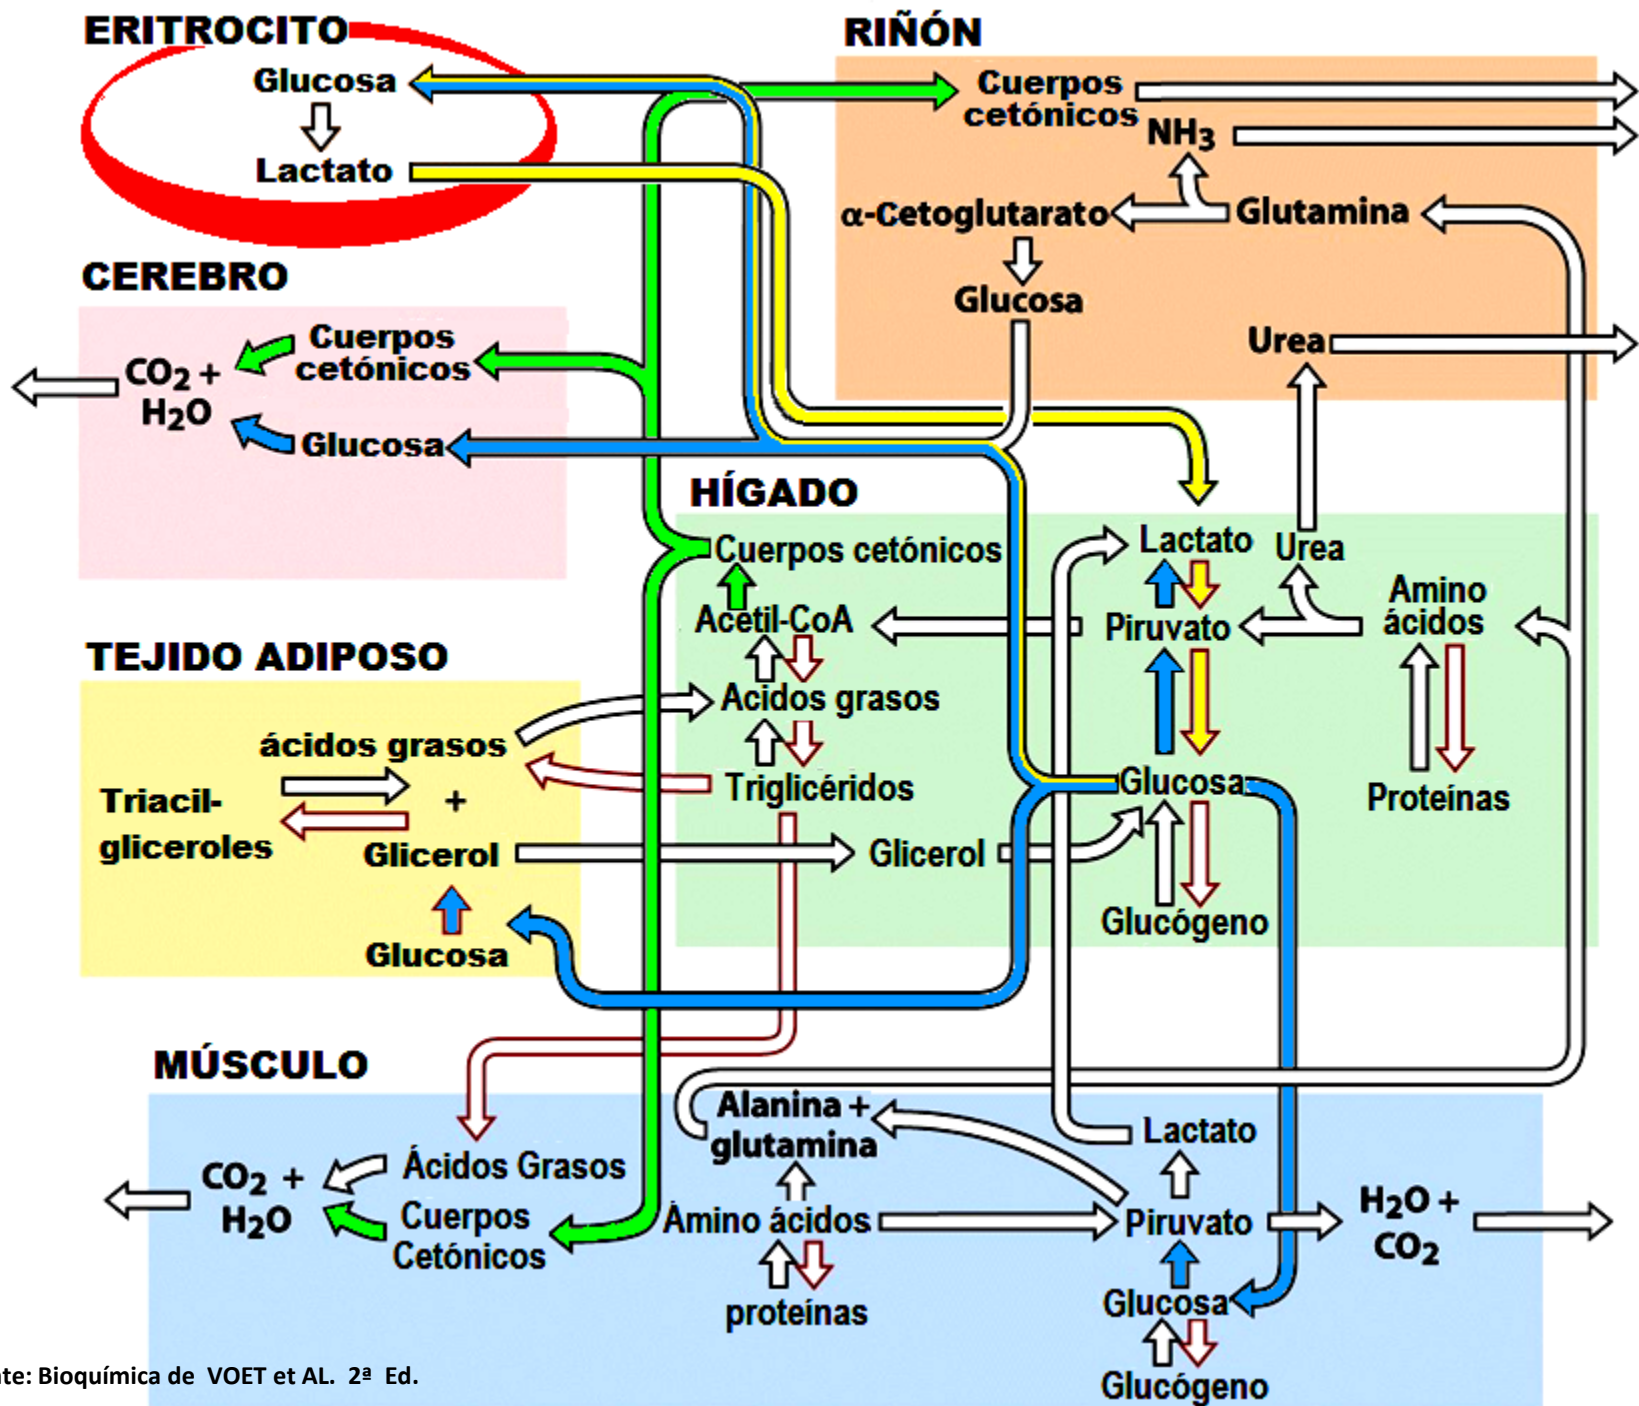 ERITROCITO
Glucosa
Lactato
RIÑÓN
Cuerpos
cetónicos
NH3
α-Cetoglutarato
Glutamina
Glucosa
Urea
CEREBRO
Cuerpos
cetónicos
CO2 +
H2O
Glucosa
HÍGADO
Cuerpos cetónicos
Lactato
Urea
Acetil-CoA
Piruvato
Amino
ácidos
Acidos grasos
Triglicéridos
Glucosa
Proteínas
Glicerol
Glucógeno
TEJIDO ADIPOSO
ácidos grasos
+
Triacil-
gliceroles
Glicerol
Glucosa
MÚSCULO
Alanina +
glutamina
Lactato
Ácidos Grasos
CO2 +
H2O
Cuerpos
Cetónicos
Amino ácidos
Piruvato
H2O +
CO2
proteínas
Glucosa
Glucógeno
nte: Bioquímica de VOET et AL. 2ª Ed.